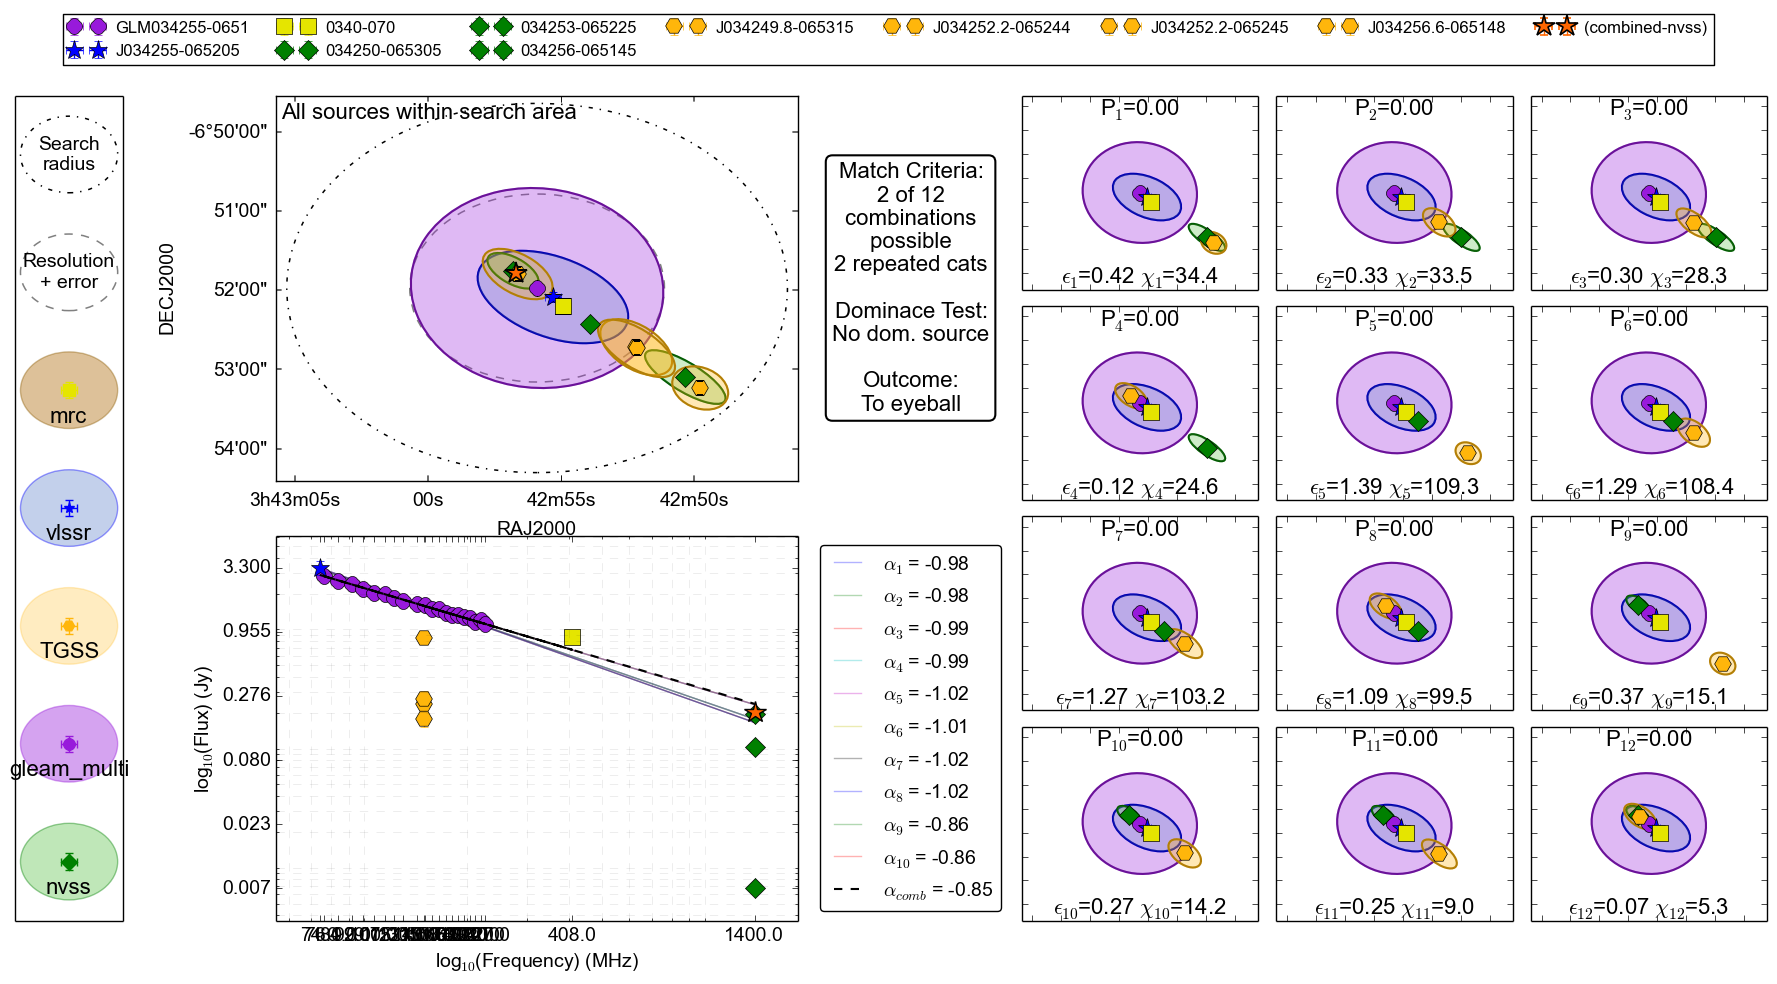 GLM034255-0651
0340-070
034253-065225
J034249.8-065315
J034252.2-065244
J034252.2-065245
J034256.6-065148
(combined-nvss)
J034255-065205
034250-065305
034256-065145
Search
radius
Resolution
+ error
mrc
vlssr
TGSS
gleam_multi
nvss
All sources within search area
DECJ2000
-6°50'00"
51'00"
52'00"
53'00"
54'00"
3h43m05s
00s
42m55s
42m50s
RAJ2000
Match Criteria:
2 of 12
combinations
possible
2 repeated cats
Dominace Test:
No dom. source
Outcome:
To eyeball
log10(Flux) (Jy)
3.300
0.955
0.276
0.080
0.023
0.007
408.0
1400.0
log10(Frequency) (MHz)
α1 = -0.98
α2 = -0.98
α3 = -0.99
α4 = -0.99
α5 = -1.02
α6 = -1.01
α7 = -1.02
α8 = -1.02
α9 = -0.86
α10 = -0.86
αcomb = -0.85
P1=0.00
ϵ1=0.42 χ1=34.4
P2=0.00
ϵ2=0.33 χ2=33.5
P3=0.00
ϵ3=0.30 χ3=28.3
P4=0.00
ϵ4=0.12 χ4=24.6
P5=0.00
ϵ5=1.39 χ5=109.3
P6=0.00
ϵ6=1.29 χ6=108.4
P7=0.00
ϵ7=1.27 χ7=103.2
P8=0.00
ϵ8=1.09 χ8=99.5
P9=0.00
ϵ9=0.37 χ9=15.1
P10=0.00
ϵ10=0.27 χ10=14.2
P11=0.00
ϵ11=0.25 χ11=9.0
P12=0.00
ϵ12=0.07 χ12=5.3